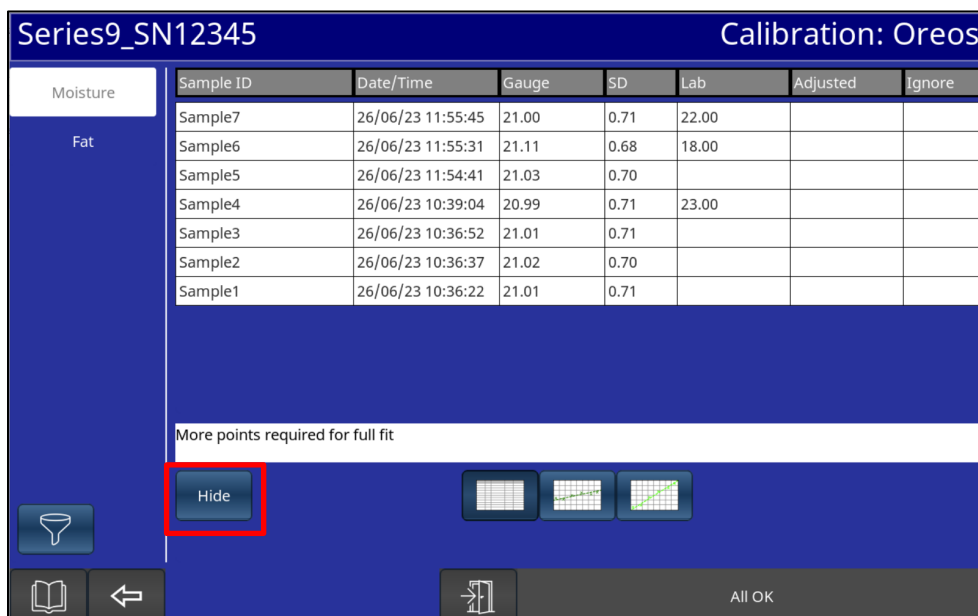 Series9_SN12345 Calibration: Oreos
Moisture
Fat
Sample ID Date/Time Gauge SD Lab Adjusted Ignore
Sample7 26/06/23 11:55:45 21.00 0.71 22.00
Sample6 26/06/23 11:55:31 21.11 0.68 18.00
Sample5 26/06/23 11:54:41 21.03 0.70
Sample4 26/06/23 10:39:04 20.99 0.71 23.00
Sample3 26/06/23 10:36:52 21.01 0.71
Sample2 26/06/23 10:36:37 21.02 0.70
Sample1 26/06/23 10:36:22 21.01 0.71
More points required for full fit
Hide
All OK